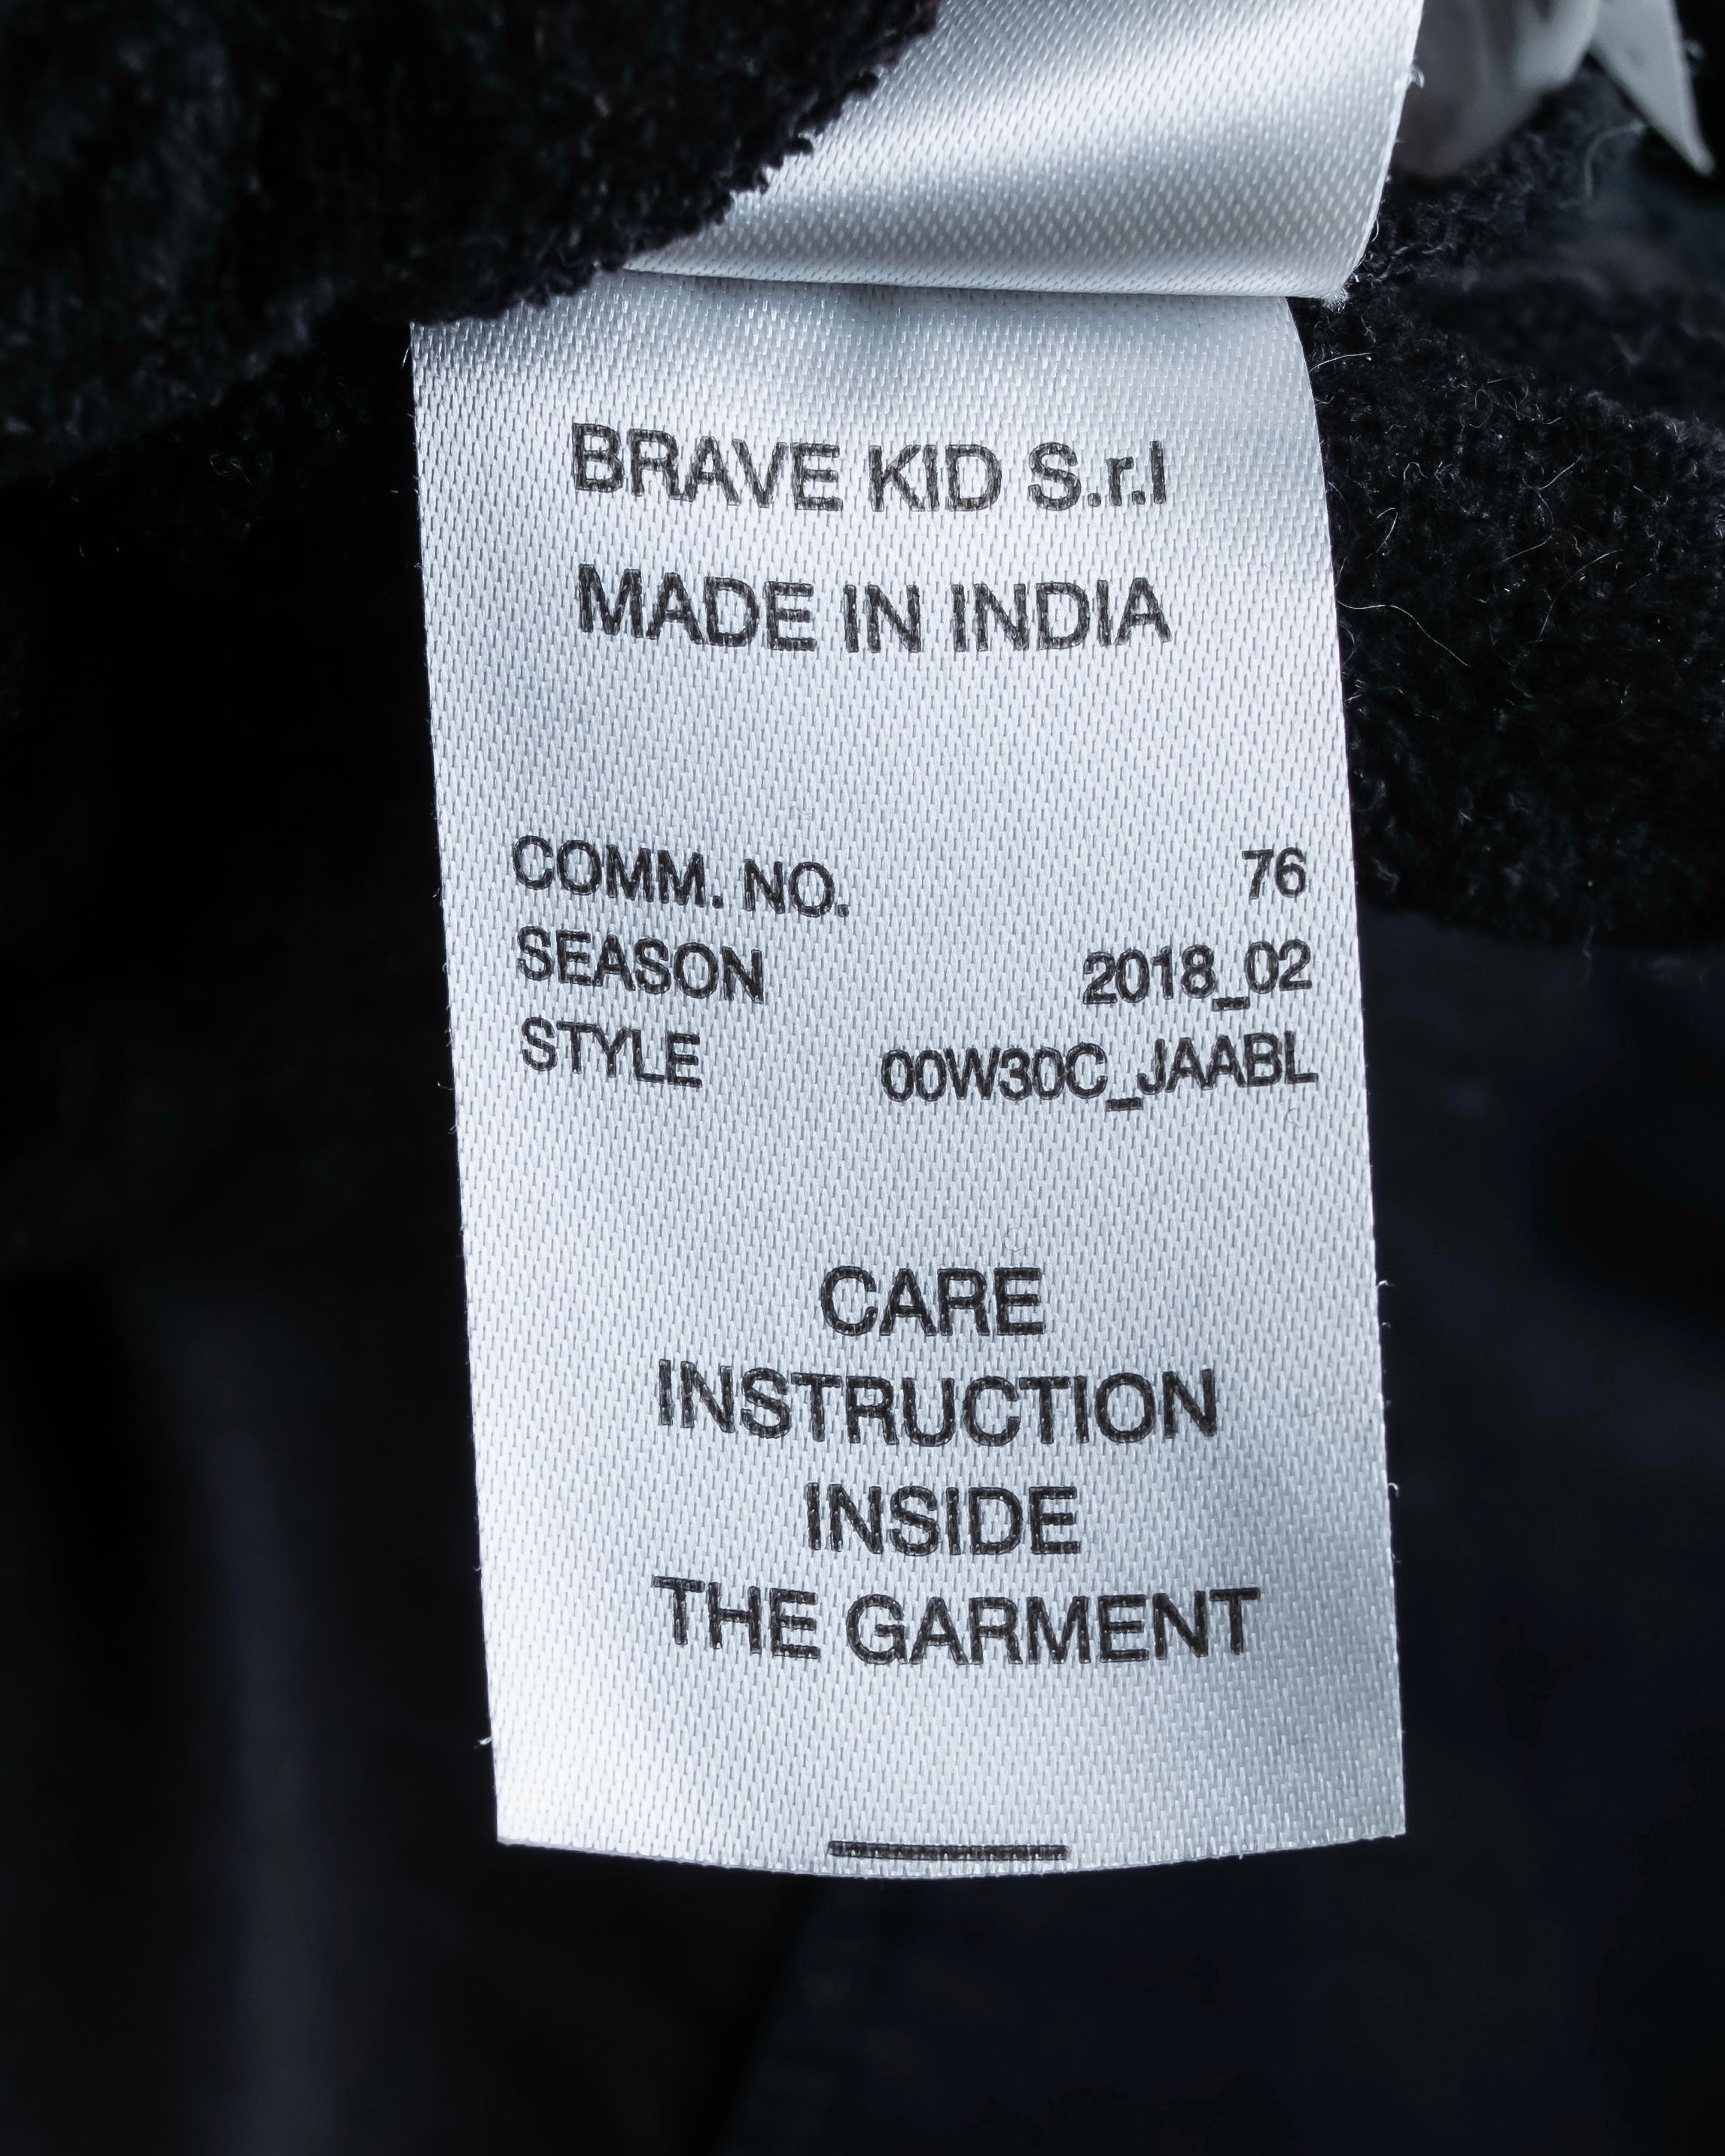 BRAVE KID S.r.l
MADE IN INDIA
COMM. NO. 76
SEASON 2018_02
STYLE 00W30C_JAABL
CARE
INSTRUCTION
INSIDE
THE GARMENT